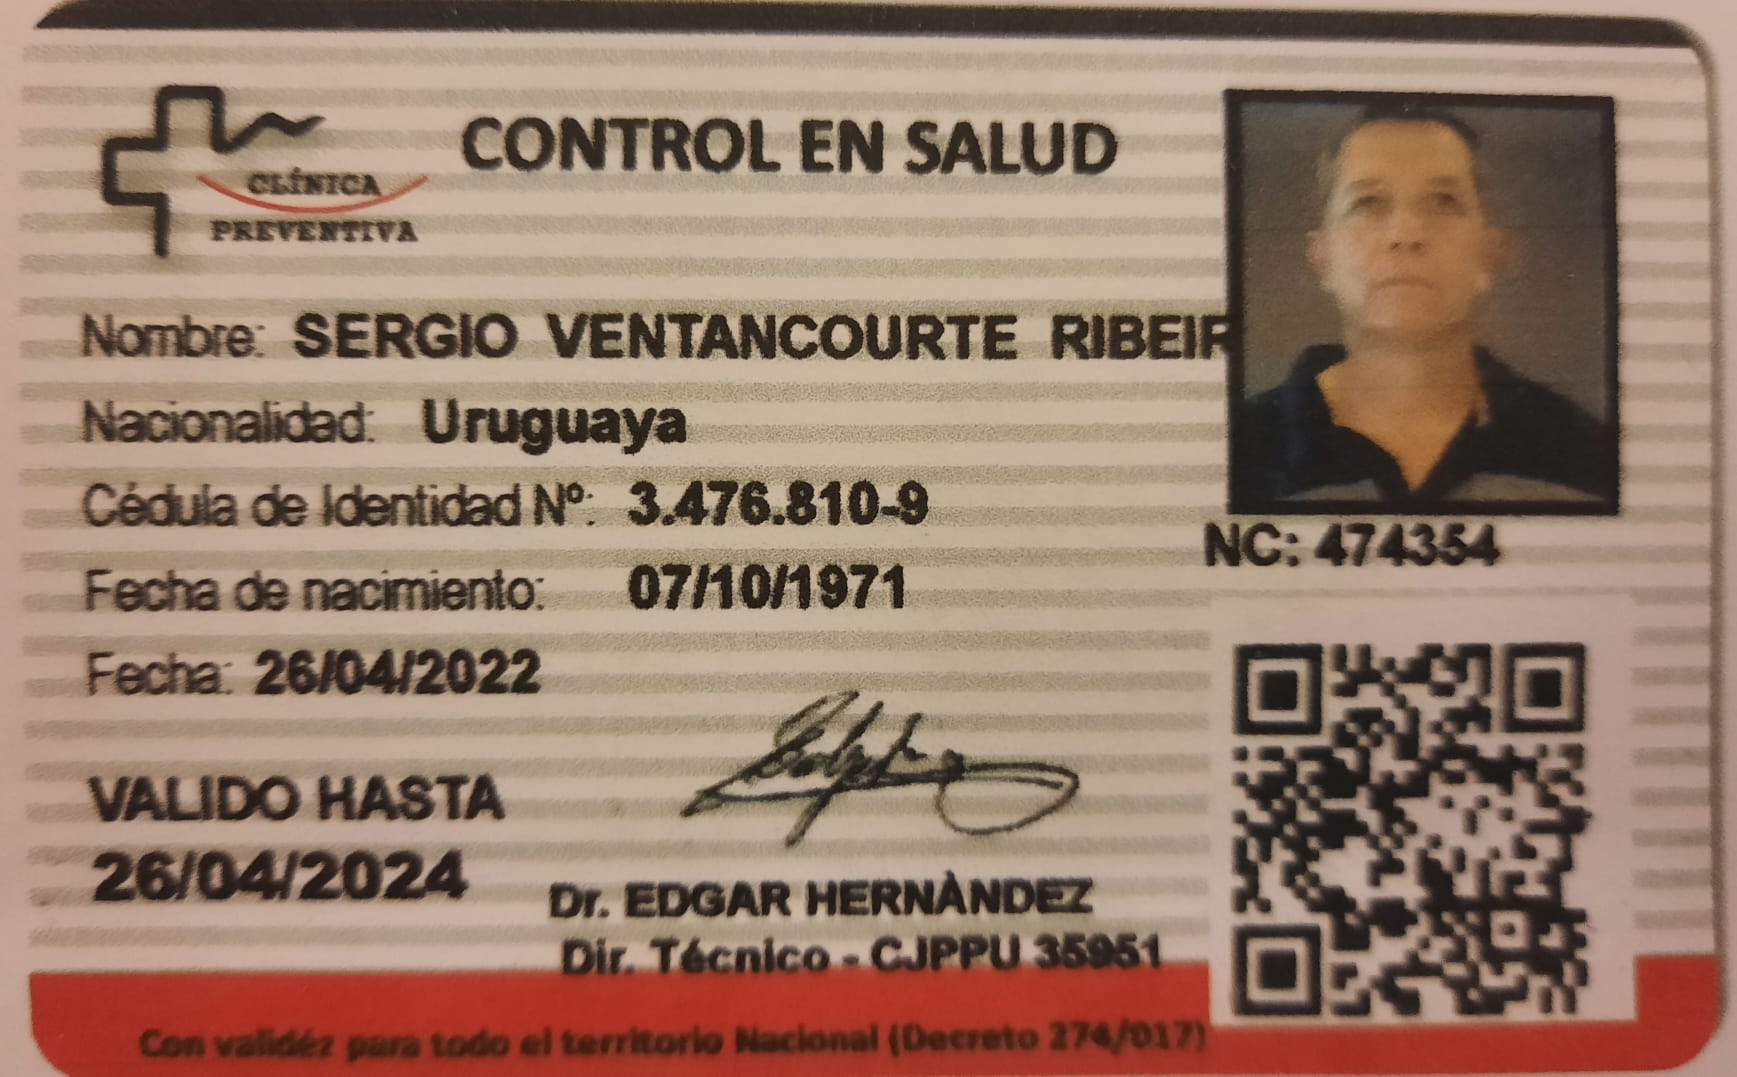 CONTROL EN SALUD
CLÍNICA
PREVENTIVA
Nombre: SERGIO VENTANCOURTE RIBEIR
Nacionalidad: Uruguaya
Cédula de Identidad Nº: 3.476.810-9
NC: 474354
Fecha de nacimiento: 07/10/1971
Fecha: 26/04/2022
VALIDO HASTA
26/04/2024
Dr. EDGAR HERNÀNDEZ
Dir. Técnico - CJPPU 35951
Con validéz para todo el territorio Nacional (Decreto 274/017)